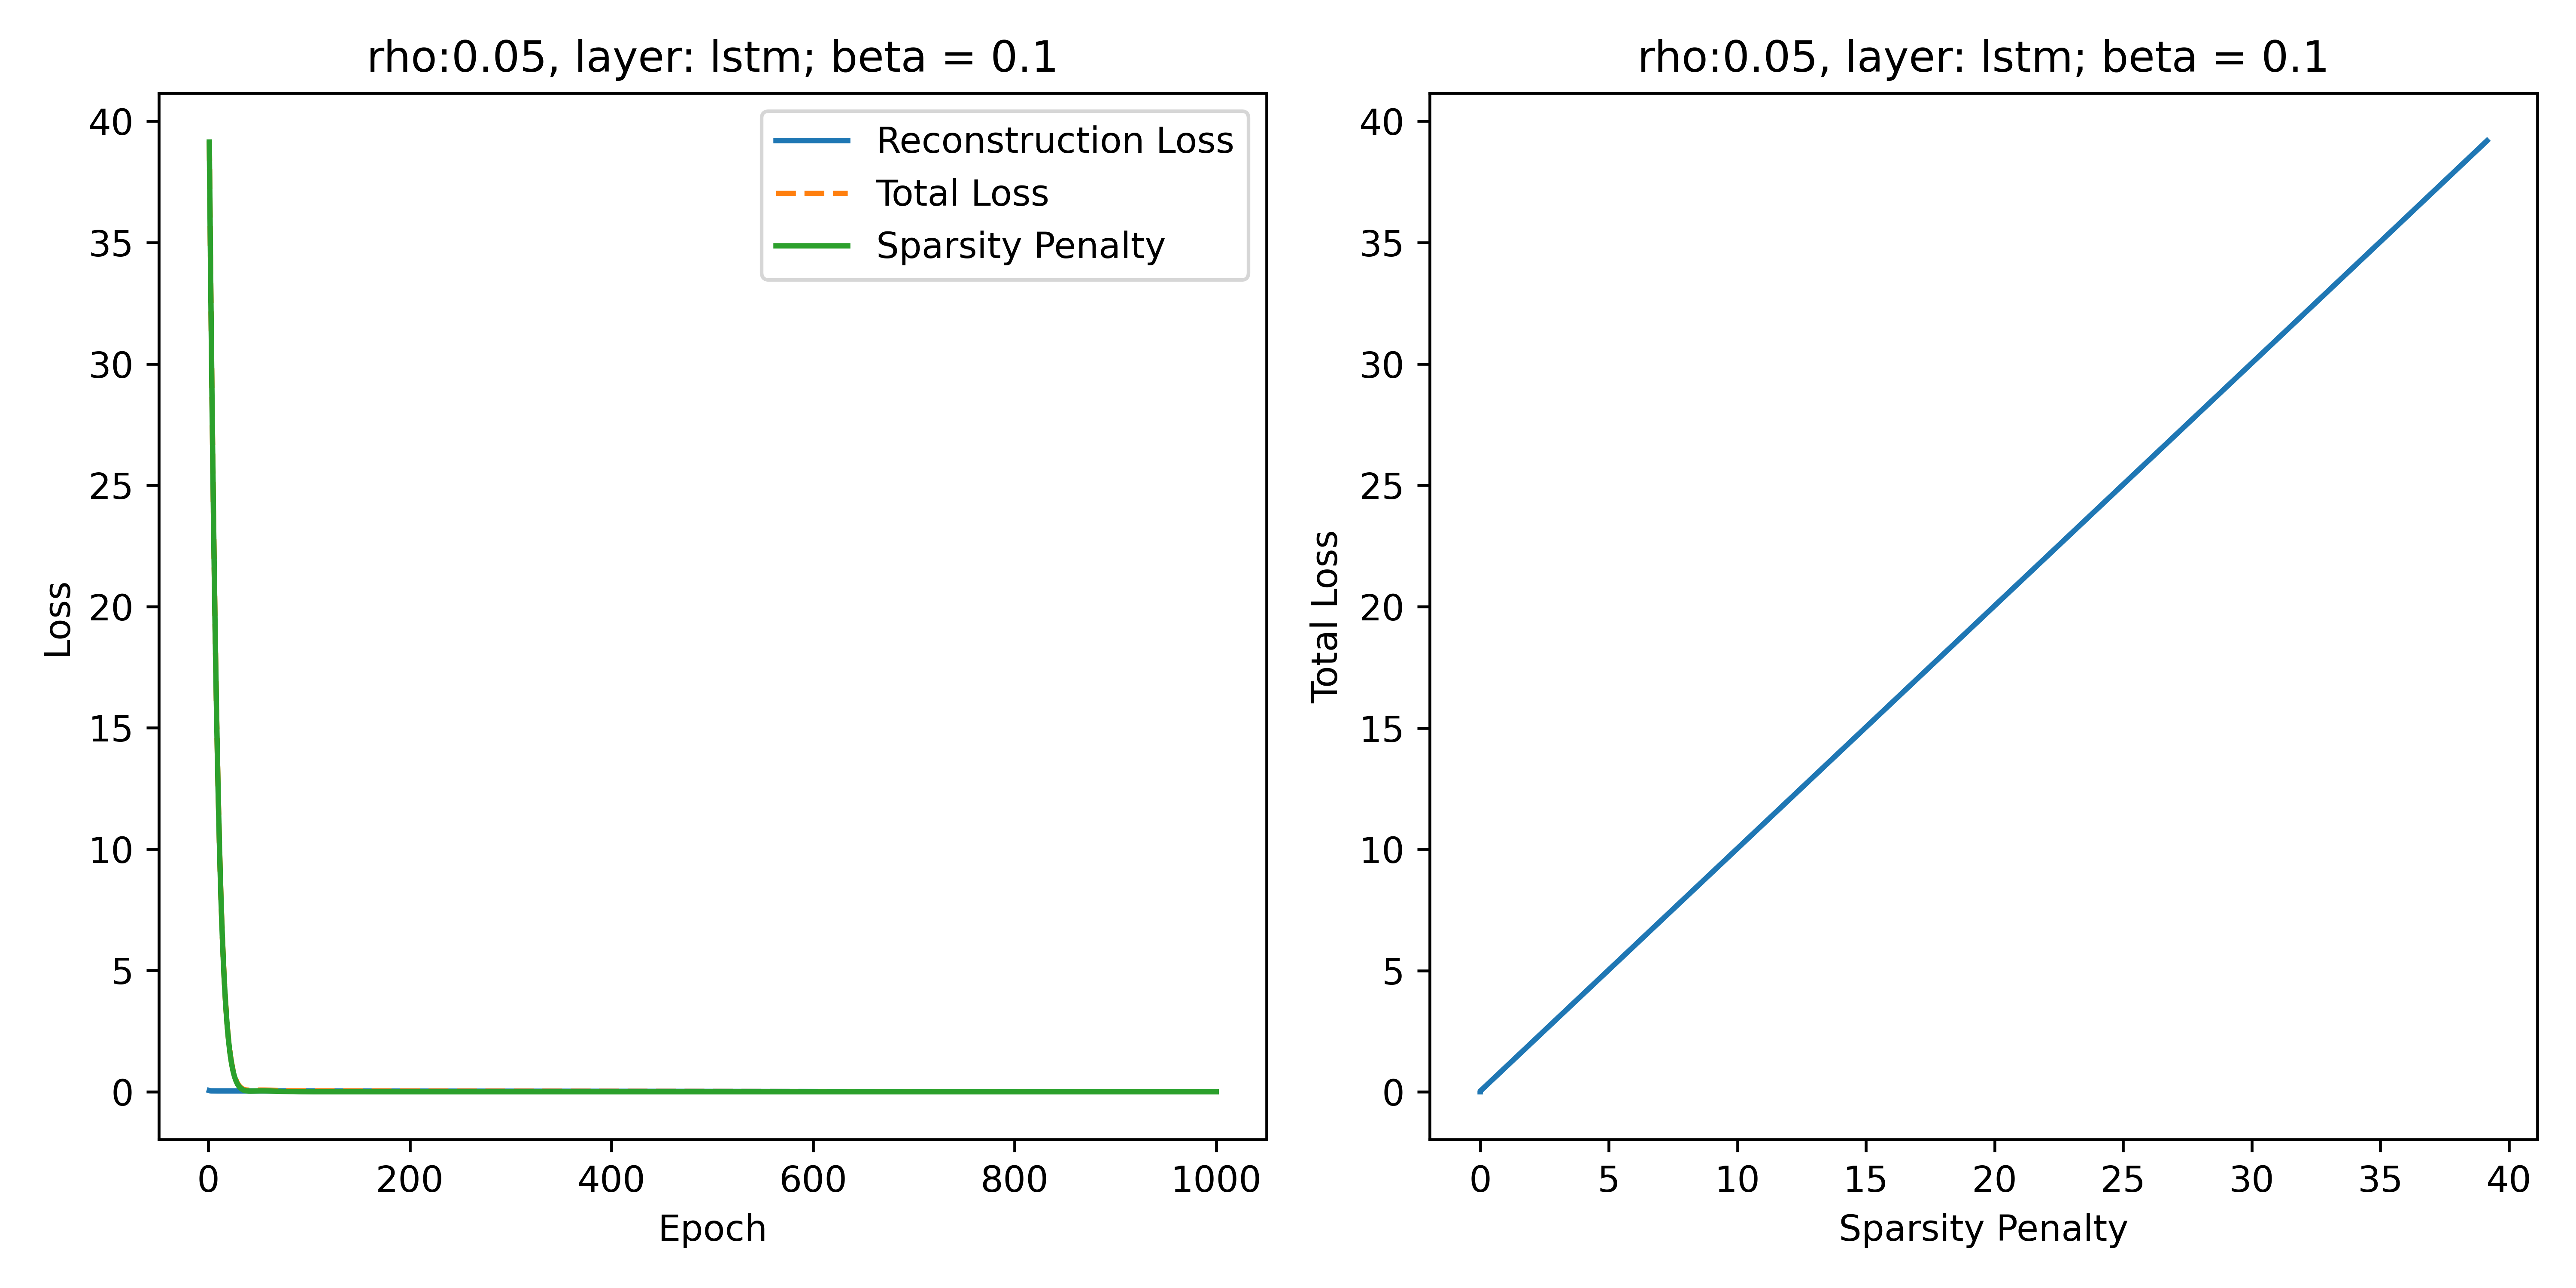 rho:0.05, layer: lstm; beta = 0.1
40
35
30
25
20
15
10
5
0
Loss
Reconstruction Loss
Total Loss
Sparsity Penalty
0 200 400 600 800 1000
Epoch
rho:0.05, layer: lstm; beta = 0.1
40
35
30
25
20
15
10
5
0
Total Loss
0 5 10 15 20 25 30 35 40
Sparsity Penalty